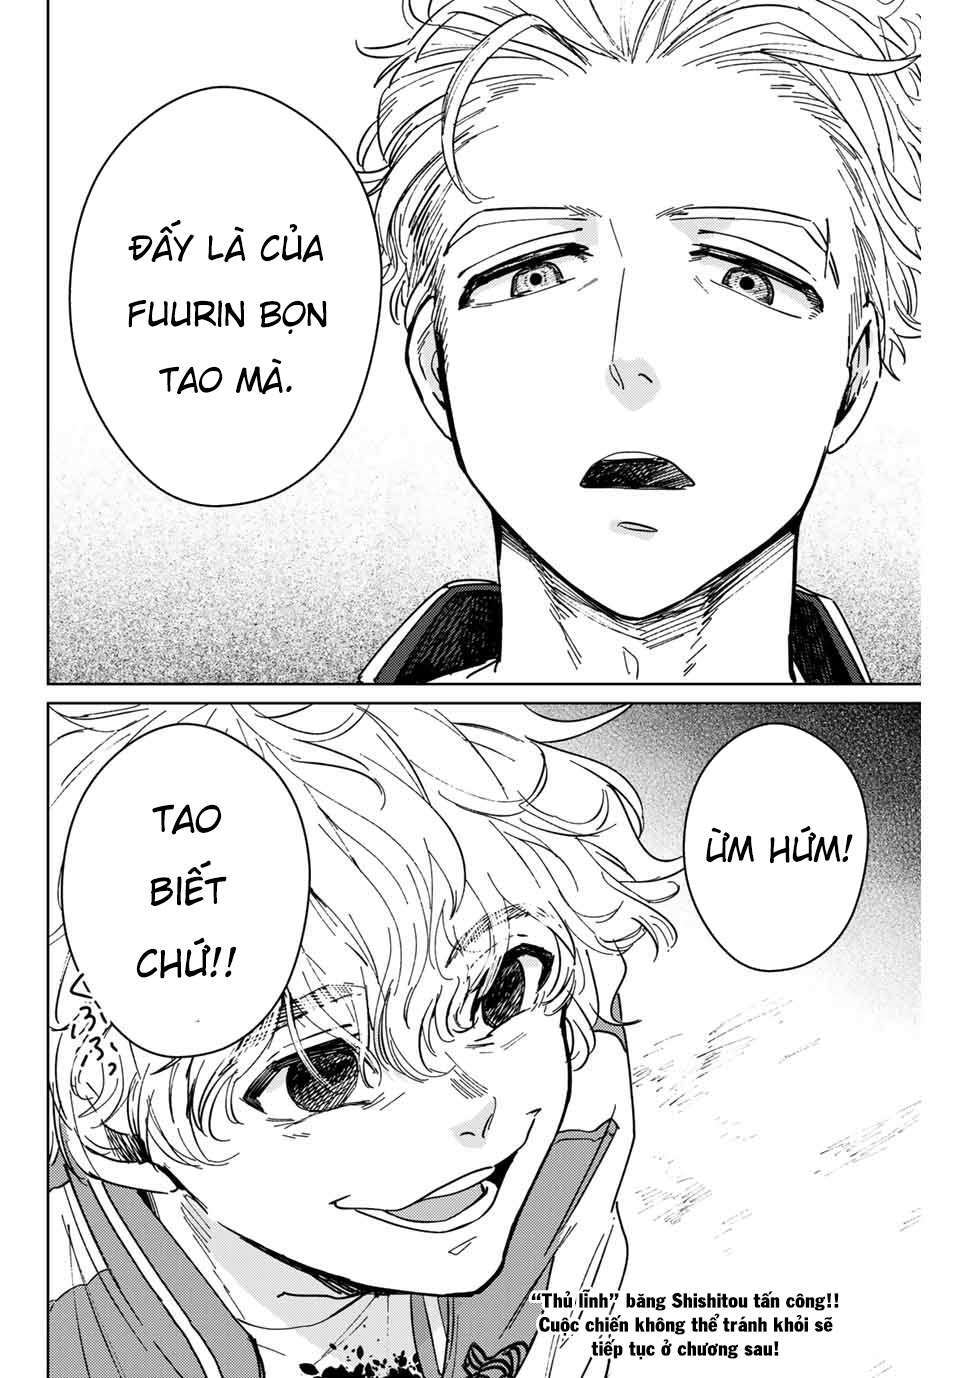 ĐẤY LÀ CỦA
FUURIN BỌN
TAO MÀ.
ỪM HỨM!
TAO
BIẾT
CHỨ!!
“Thủ lĩnh” băng Shishitou tấn công!!
Cuộc chiến không thể tránh khỏi sẽ
tiếp tục ở chương sau!